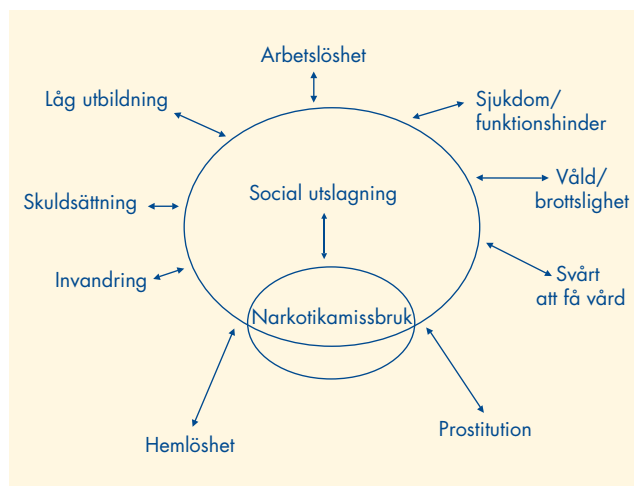 Arbetslöshet
Låg utbildning
Sjukdom/
funktionshinder
Skuldsättning
Social utslagning
Våld/
brottslighet
Invandring
Svårt
att få vård
Narkotikamissbruk
Hemlöshet
Prostitution